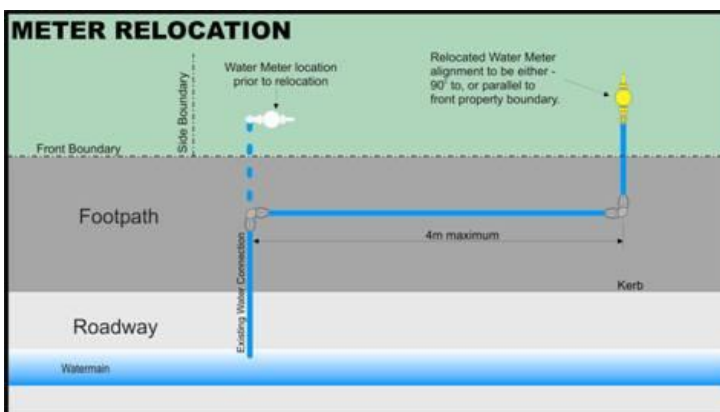 METER RELOCATION
Water Meter location
prior to relocation
Relocated Water Meter
alignment to be either -
90° to, or parallel to
front property boundary.
Side Boundary
Front Boundary
Footpath
4m maximum
Existing Water Connection
Kerb
Roadway
Watermain